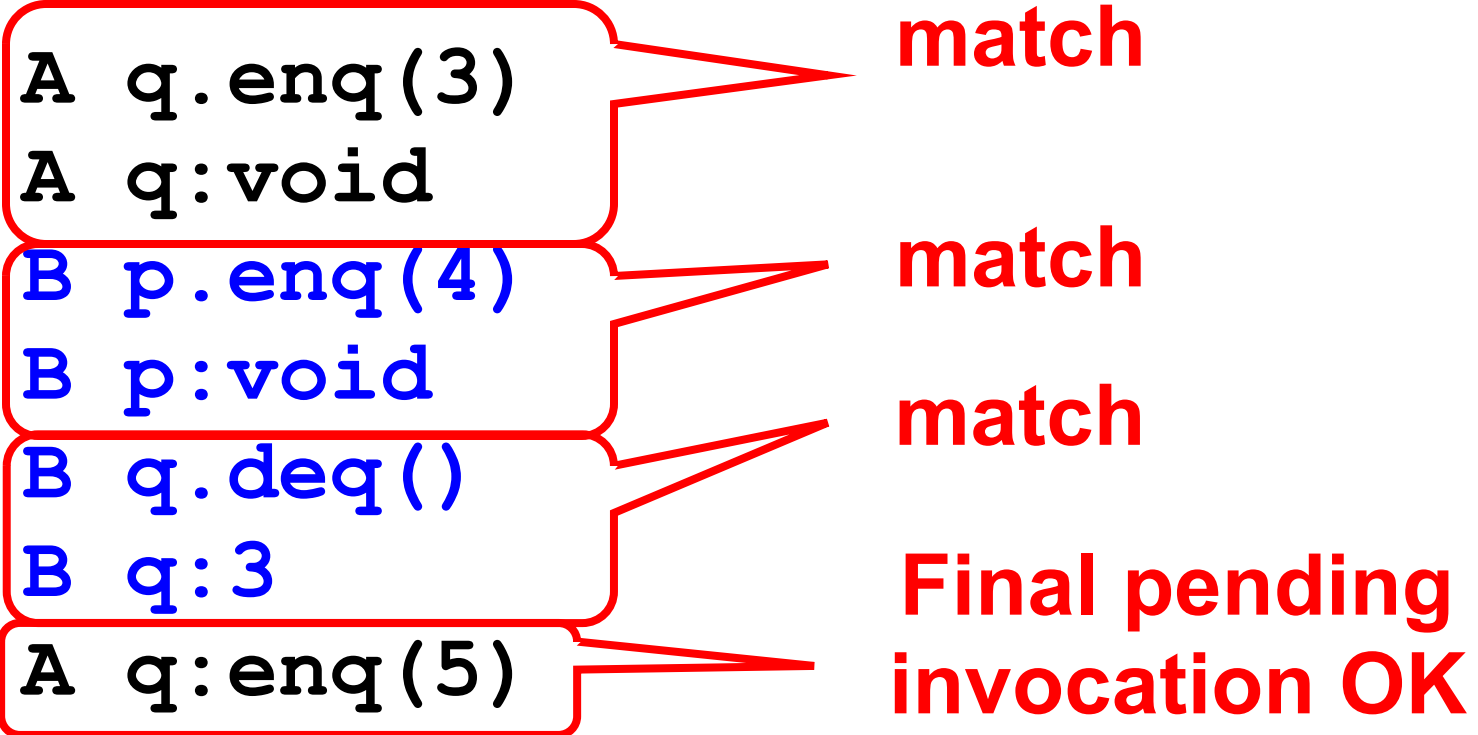 A q.enq(3)
match
A q:void
B p.enq(4)
match
B p:void
match
B q.deq()
B q:3
Final pending
A q:enq(5)
invocation OK